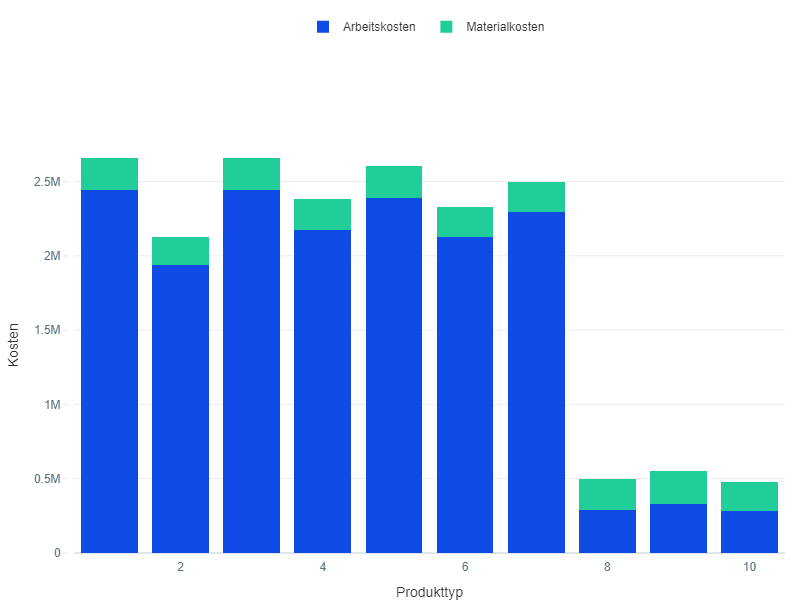 Arbeitskosten Materialkosten
2.5M
2M
1.5M
1M
0.5M
0
Kosten
2 4 6 8 10
Produkttyp